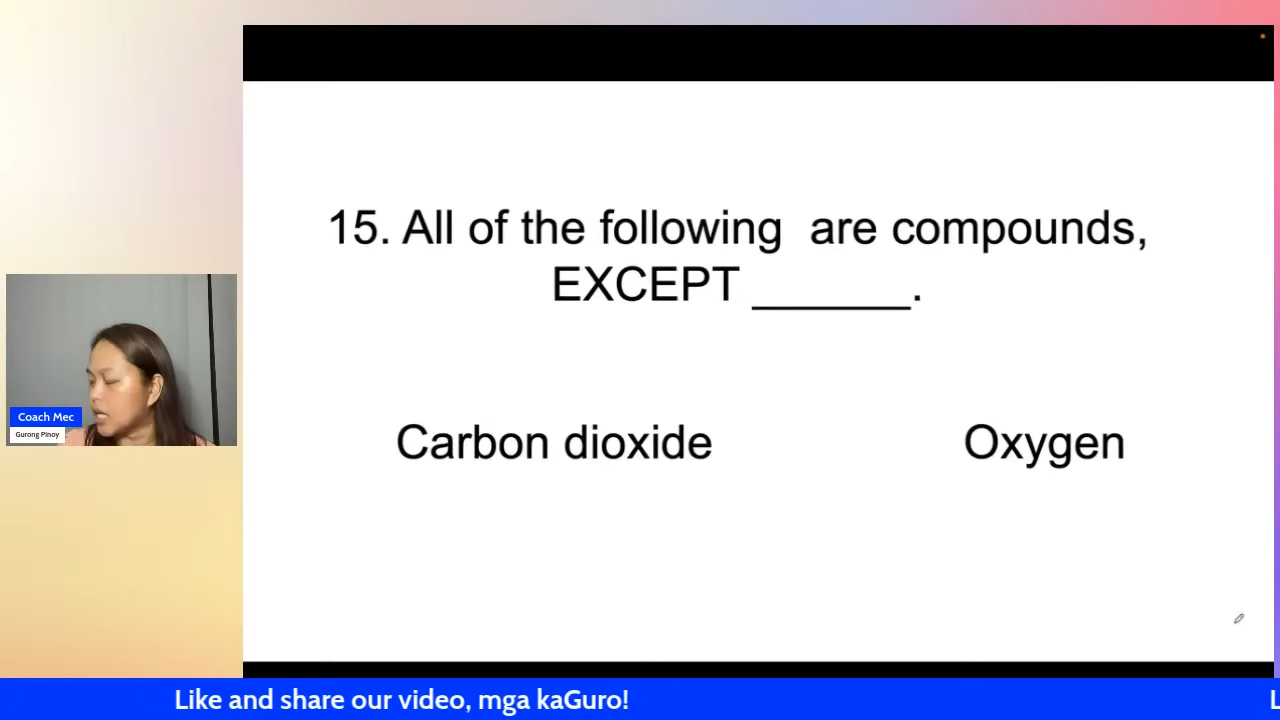 15. All of the following are compounds,
EXCEPT ______.
Carbon dioxide
Oxygen
Coach Mec
Gurong Pinoy
Like and share our video, mga kaGuro!
L